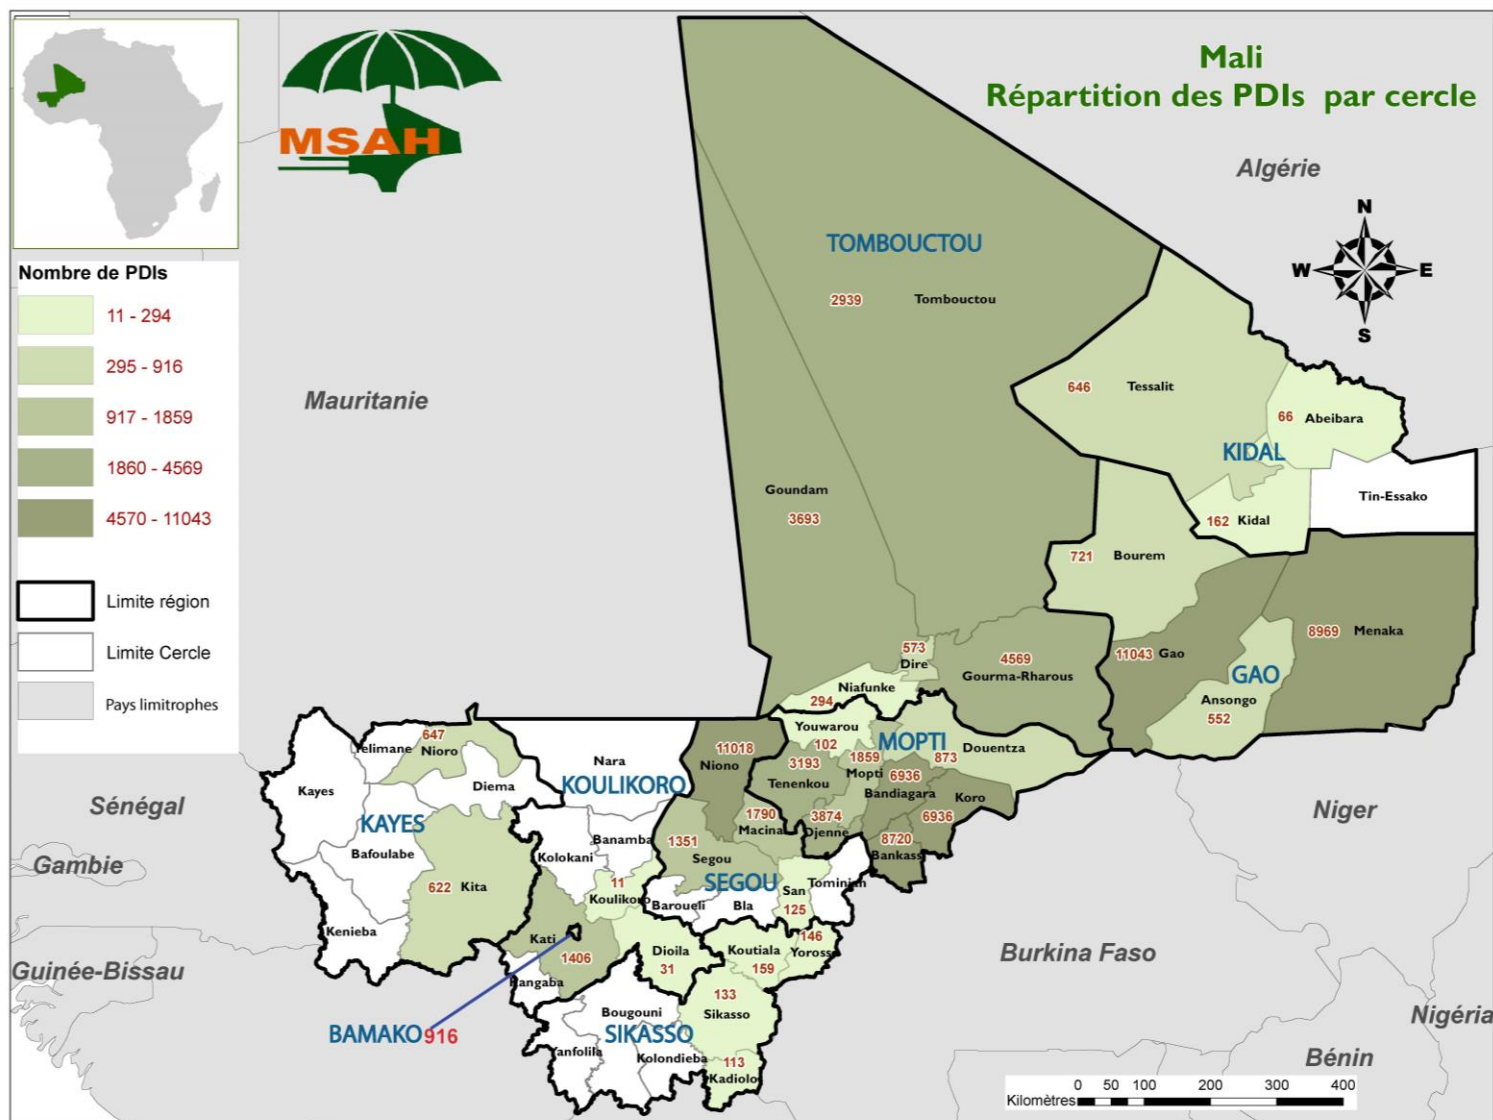 Mali
Répartition des PDIs par cercle
MSAH
Algérie
N
W
E
S
Nombre de PDIs
11 - 294
295 - 916
917 - 1859
1860 - 4569
4570 - 11043
Limite région
Limite Cercle
Pays limitrophes
Mauritanie
TOMBOUCTOU
2939
Tombouctou
646
Tessalit
66
Abeibara
KIDAL
Tin-Essako
162
Kidal
Goundam
3693
721
Bourem
8969
Menaka
11043
Gao
GAO
Ansongo
552
573
Dire
4569
Gourma-Rharous
Niafunke
294
Youwarou
102
MOPTI
Douentza
873
1859
Mopti
3193
Tenenkou
6936
Bandiagara
Koro
6936
3874
Djenne
8720
Bankass
11018
Niono
1790
Macina
1351
Segou
SEGOU
San
125
Tominian
Baroueli
Bla
647
Yelimane
Nioro
Nara
KOULIKORO
Kayes
Diema
KAYES
Bafoulabe
Banamba
Kolokani
11
Koulikoro
622
Kita
Kenieba
Kati
1406
Kangaba
Dioila
31
Koutiala
159
146
Yorosso
133
Sikasso
Bougouni
SIKASSO
Yanfolila
Kolondieba
113
Kadiolo
BAMAKO 916
Sénégal
Gambie
Guinée-Bissau
Niger
Burkina Faso
Nigéria
Bénin
Kilomètres
0 50 100 200 300 400